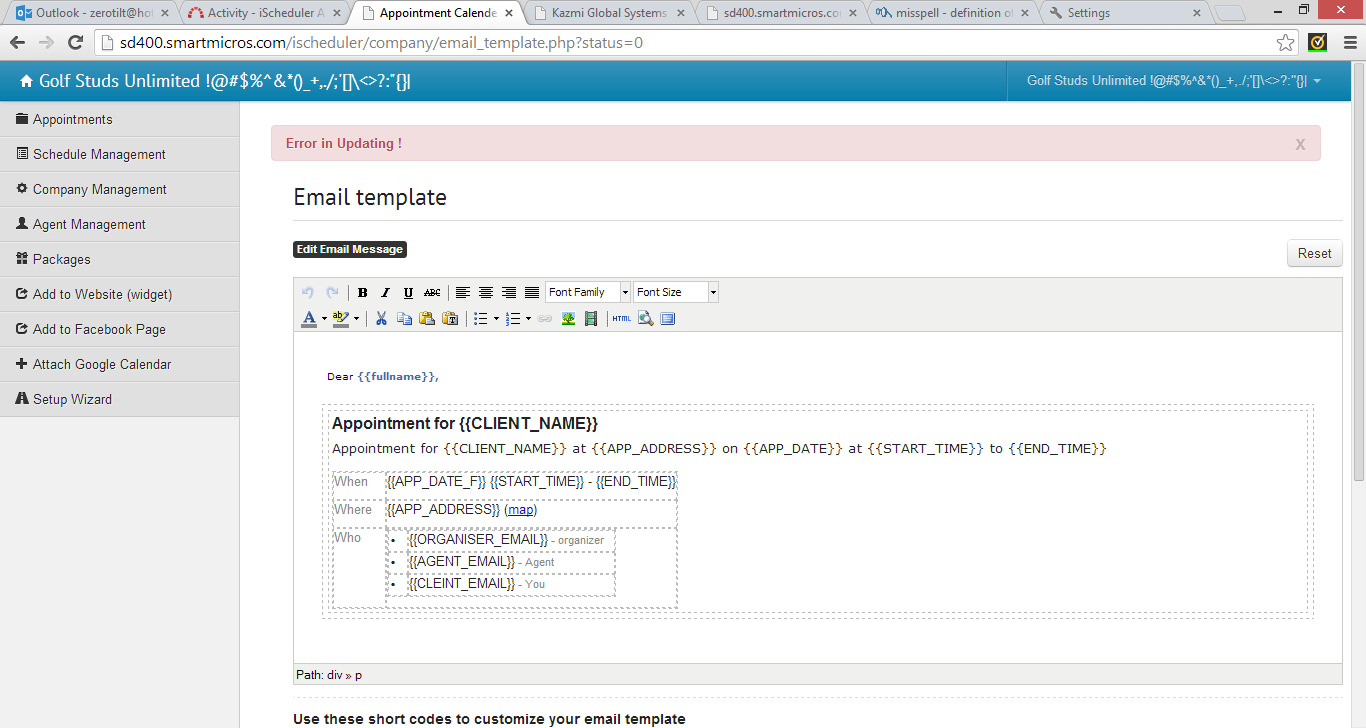 Outlook - zerotilt@hot
Activity - iScheduler A
Appointment Calende
Kazmi Global Systems
sd400.smartmicros.co
misspell - definition o
Settings
sd400.smartmicros.com/ischeduler/company/email_template.php?status=0
Golf Studs Unlimited !@#$%^&*()_+,./;'[]\<>?:"{}|
Golf Studs Unlimited !@#$%^&*()_+,./;'[]\<>?:"{}|
Appointments
Schedule Management
Company Management
Agent Management
Packages
Add to Website (widget)
Add to Facebook Page
Attach Google Calendar
Setup Wizard
Error in Updating !
x
Email template
Edit Email Message
Reset
B I U ABC Font Family Font Size
A ab HTML
Dear {{fullname}},
Appointment for {{CLIENT_NAME}}
Appointment for {{CLIENT_NAME}} at {{APP_ADDRESS}} on {{APP_DATE}} at {{START_TIME}} to {{END_TIME}}
When {{APP_DATE_F}} {{START_TIME}} - {{END_TIME}}
Where {{APP_ADDRESS}} (map)
Who • {{ORGANISER_EMAIL}} - organizer
• {{AGENT_EMAIL}} - Agent
• {{CLEINT_EMAIL}} - You
Path: div » p
Use these short codes to customize your email template